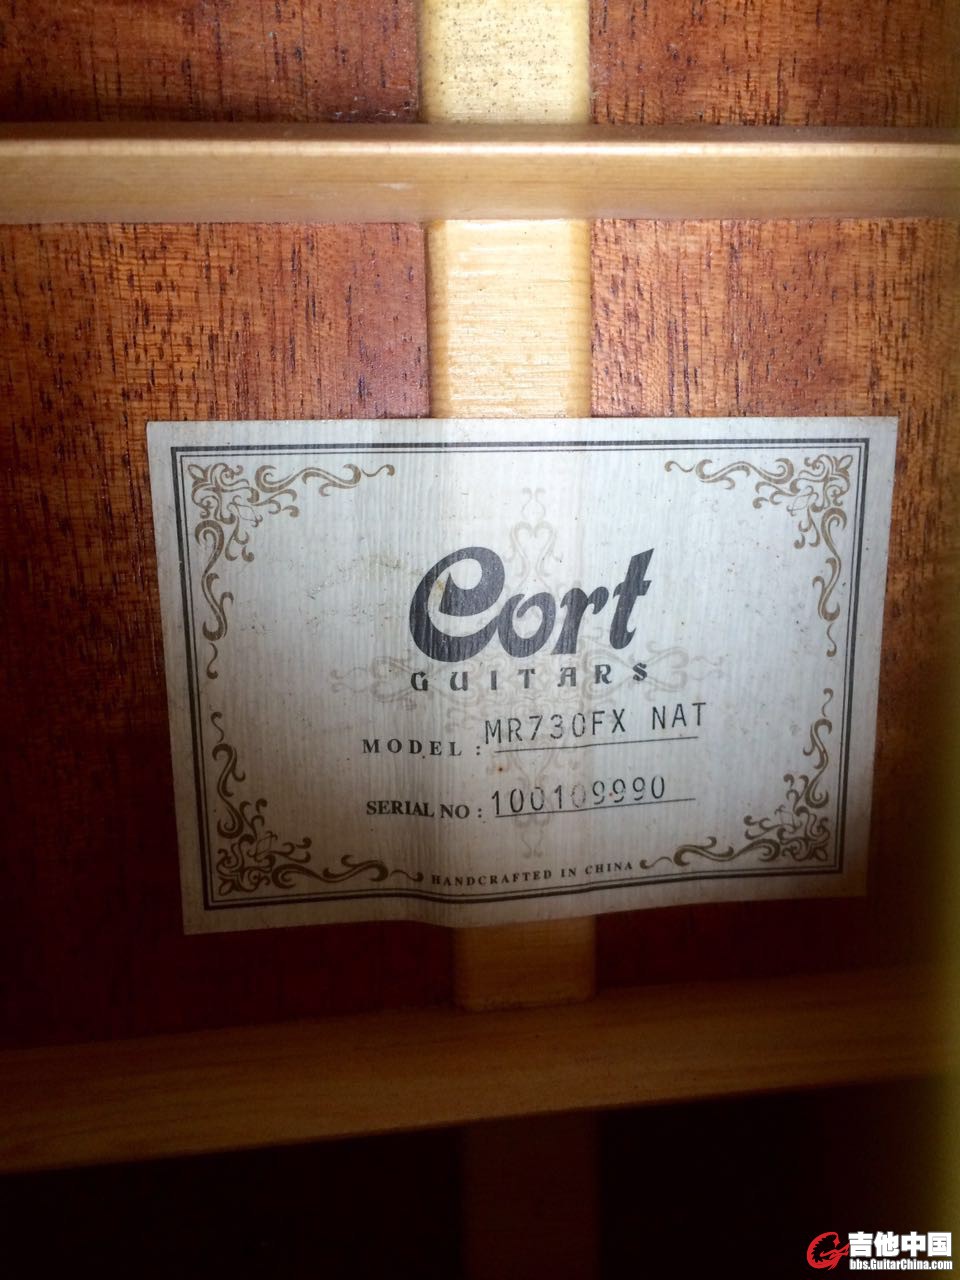 Cort
GUITARS
MODEL : MR730FX NAT
SERIAL NO : 100109990
HANDCRAFTED IN CHINA
吉他中国
bbs.GuitarChina.com